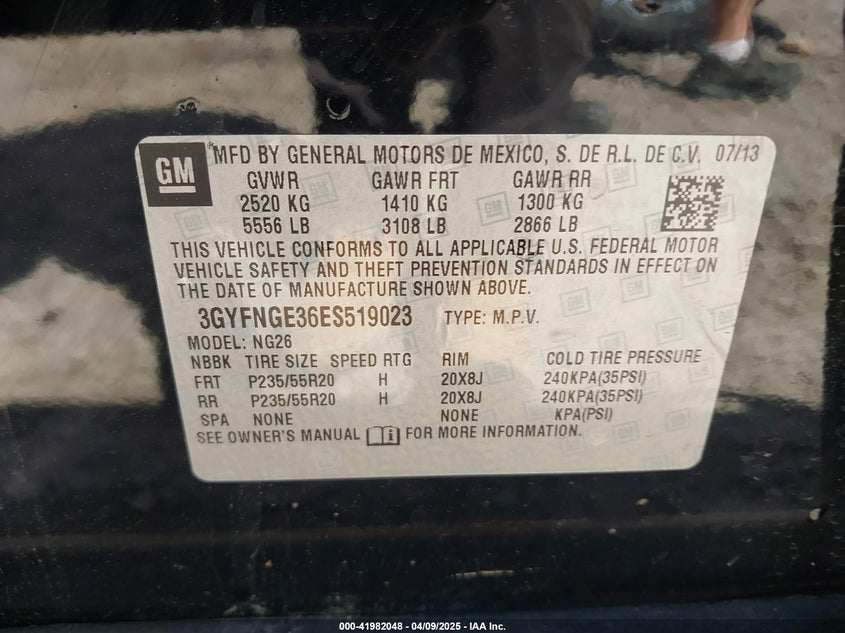 GM MFD BY GENERAL MOTORS DE MEXICO, S. DE R.L. DE C.V. 07/13
GVWR GAWR FRT GAWR RR
2520 KG 1410 KG 1300 KG
5556 LB 3108 LB 2866 LB
THIS VEHICLE CONFORMS TO ALL APPLICABLE U.S. FEDERAL MOTOR
VEHICLE SAFETY AND THEFT PREVENTION STANDARDS IN EFFECT ON
THE DATE OF MANUFACTURE SHOWN ABOVE.
3GYFNGE36ES519023 TYPE: M.P.V.
MODEL: NG26
NBBK TIRE SIZE SPEED RTG RIM COLD TIRE PRESSURE
FRT P235/55R20 H 20X8J 240KPA(35PSI)
RR P235/55R20 H 20X8J 240KPA(35PSI)
SPA NONE NONE KPA(PSI)
SEE OWNER'S MANUAL i FOR MORE INFORMATION.
000-41982048 - 04/09/2025 - IAA Inc.